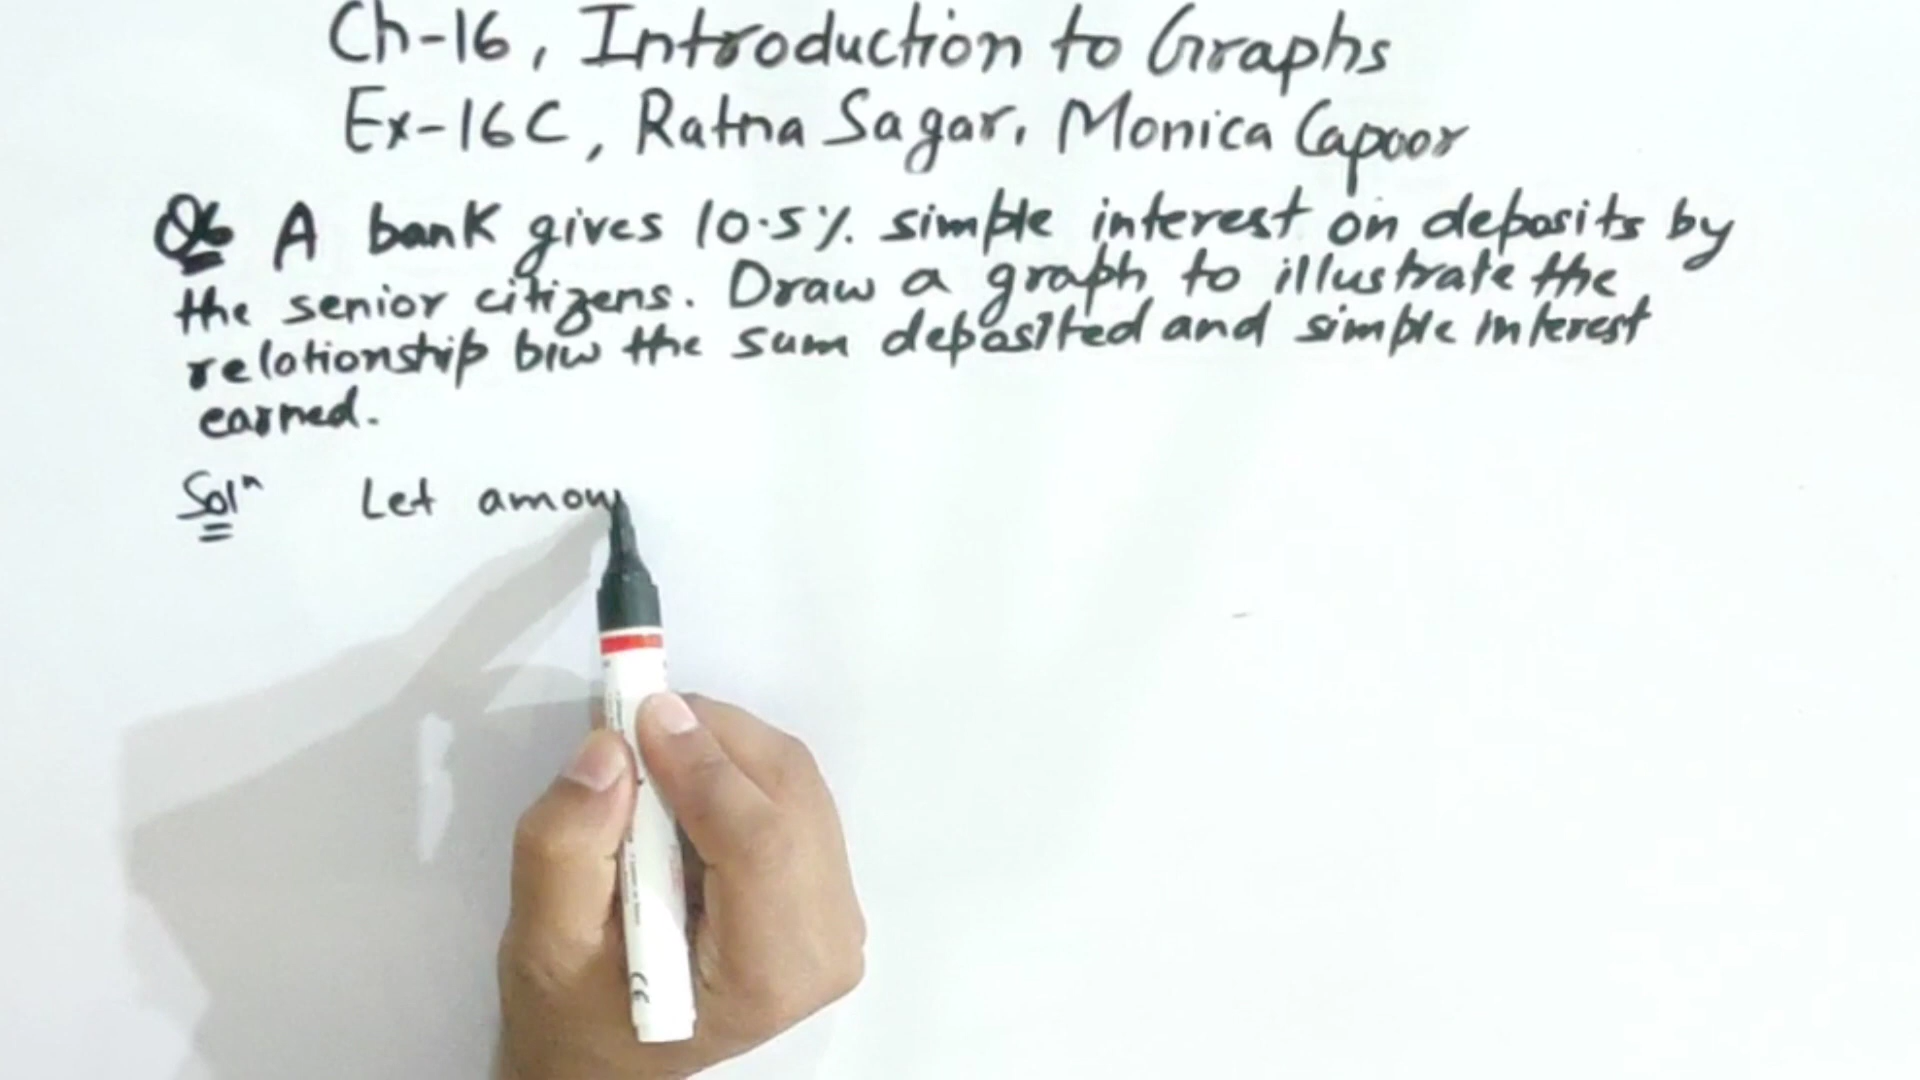 Ch-16, Introduction to Graphs
Ex-16C, Ratna Sagar, Monica Capoor
Q6 A bank gives 10.5% simple interest on deposits by
the senior citizens. Draw a graph to illustrate the
relationship b/w the sum deposited and simple interest
earned.
Solⁿ Let amou
CE